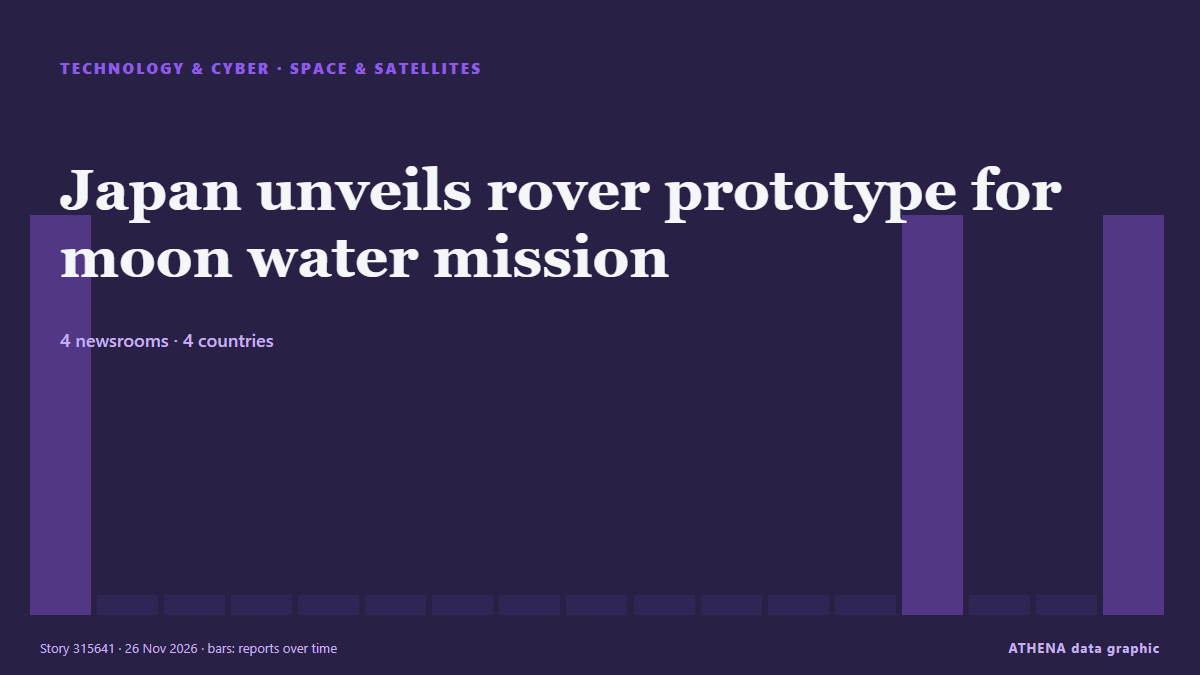 TECHNOLOGY & CYBER · SPACE & SATELLITES
Japan unveils rover prototype for
moon water mission
4 newsrooms · 4 countries
Story 315641 · 26 Nov 2026 · bars: reports over time
ATHENA data graphic